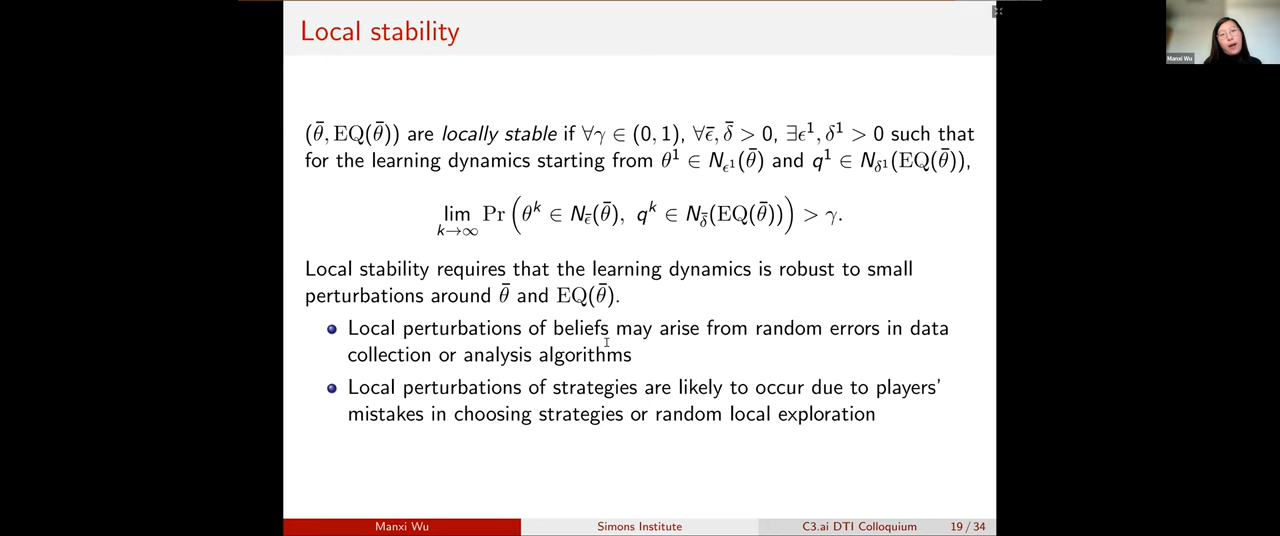 Local stability
Manxi Wu
(θ̄, EQ(θ̄)) are locally stable if ∀γ ∈ (0, 1), ∀ε̄, δ̄ > 0, ∃ϵ¹, δ¹ > 0 such that
for the learning dynamics starting from θ¹ ∈ N_ϵ¹(θ̄) and q¹ ∈ N_δ¹(EQ(θ̄)),
lim_{k→∞} Pr(θᵏ ∈ N_ε̄(θ̄), qᵏ ∈ N_δ̄(EQ(θ̄))) > γ.
Local stability requires that the learning dynamics is robust to small
perturbations around θ̄ and EQ(θ̄).
Local perturbations of beliefs may arise from random errors in data
collection or analysis algorithms
Local perturbations of strategies are likely to occur due to players'
mistakes in choosing strategies or random local exploration
Manxi Wu Simons Institute C3.ai DTI Colloquium 19 / 34